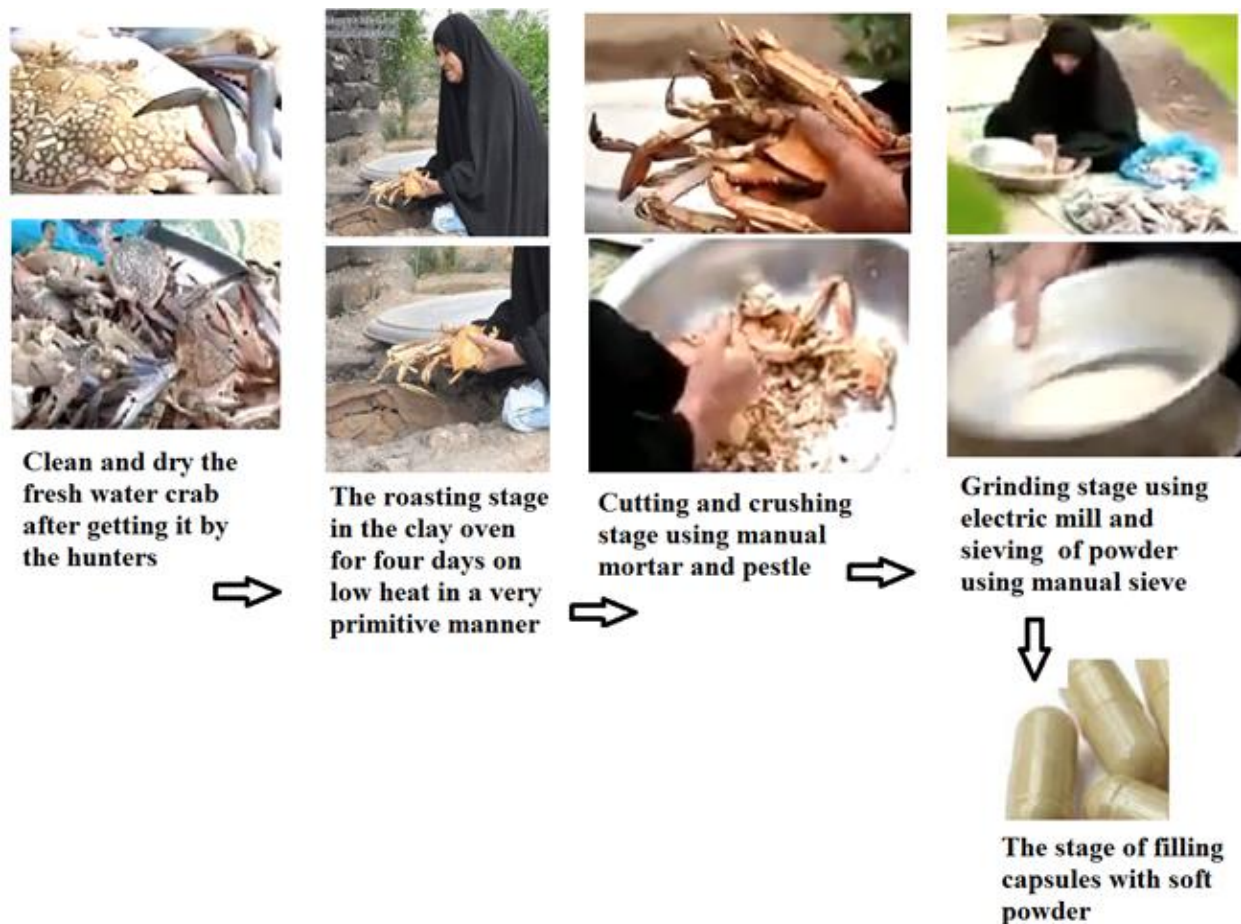 Clean and dry the
fresh water crab
after getting it by
the hunters
The roasting stage
in the clay oven
for four days on
low heat in a very
primitive manner
Cutting and crushing
stage using manual
mortar and pestle
Grinding stage using
electric mill and
sieving of powder
using manual sieve
The stage of filling
capsules with soft
powder